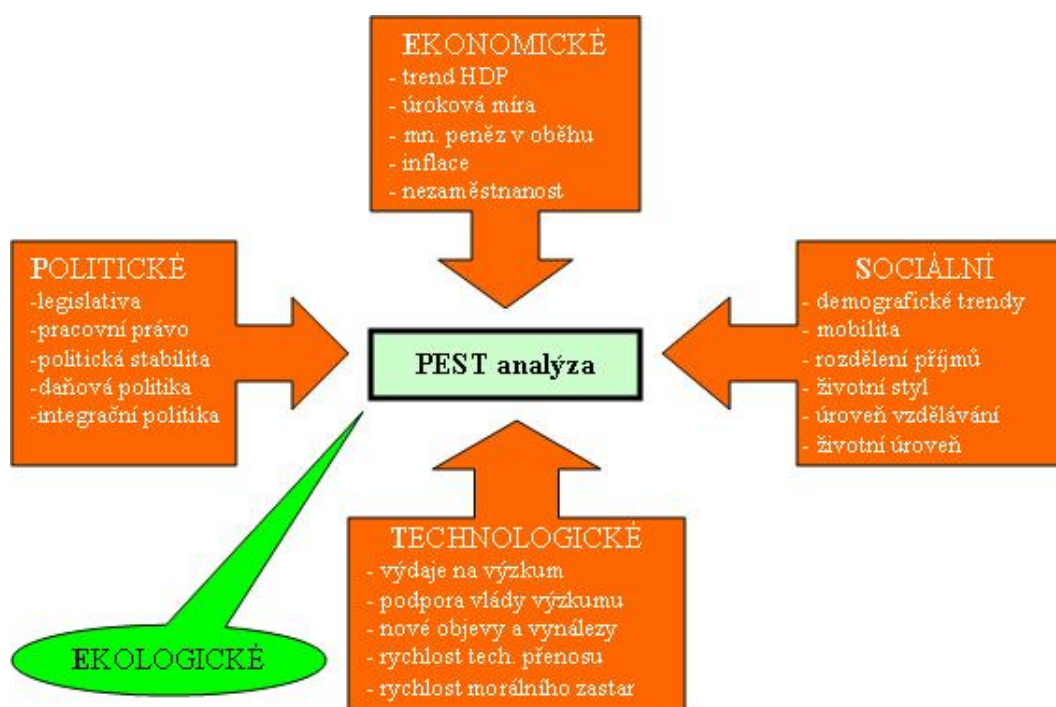 EKONOMICKÉ
- trend HDP
- úroková míra
- mn. peněz v oběhu
- inflace
- nezaměstnanost
POLITICKÉ
-legislativa
-pracovní právo
-politická stabilita
-daňová politika
-integrační politika
PEST analýza
SOCIÁLNÍ
- demografické trendy
- mobilita
- rozdělení příjmů
- životní styl
- úroveň vzdělávání
- životní úroveň
TECHNOLOGICKÉ
- výdaje na výzkum
- podpora vlády výzkumu
- nové objevy a vynálezy
- rychlost tech. přenosu
- rychlost morálního zastar
EKOLOGICKÉ